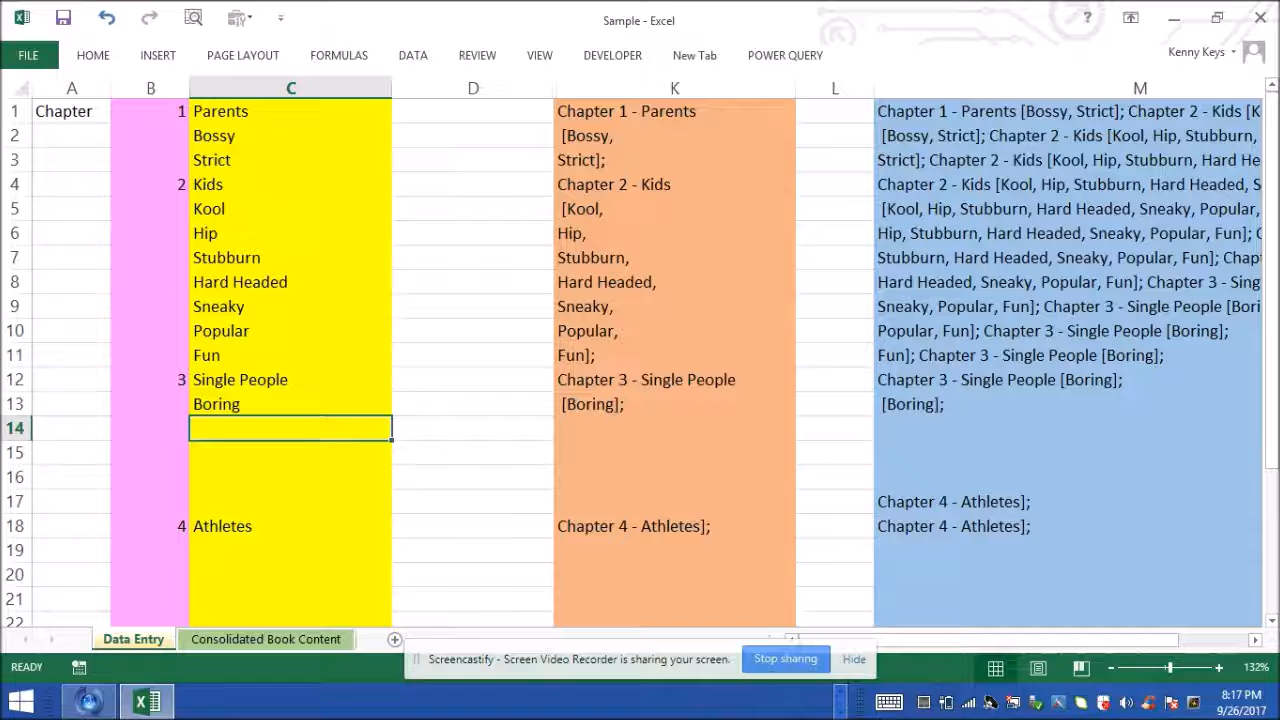 Sample - Excel
?
FILE HOME INSERT PAGE LAYOUT FORMULAS DATA REVIEW VIEW DEVELOPER New Tab POWER QUERY Kenny Keys
A B C D K L M
1 Chapter 1 Parents Chapter 1 - Parents Chapter 1 - Parents [Bossy, Strict]; Chapter 2 - Kids [K
2 Bossy [Bossy, [Bossy, Strict]; Chapter 2 - Kids [Kool, Hip, Stubburn,
3 Strict Strict]; Strict]; Chapter 2 - Kids [Kool, Hip, Stubburn, Hard He
4 2 Kids Chapter 2 - Kids Chapter 2 - Kids [Kool, Hip, Stubburn, Hard Headed, S
5 Kool [Kool, [Kool, Hip, Stubburn, Hard Headed, Sneaky, Popular,
6 Hip Hip, Hip, Stubburn, Hard Headed, Sneaky, Popular, Fun]; C
7 Stubburn Stubburn, Stubburn, Hard Headed, Sneaky, Popular, Fun]; Chap
8 Hard Headed Hard Headed, Hard Headed, Sneaky, Popular, Fun]; Chapter 3 - Sing
9 Sneaky Sneaky, Sneaky, Popular, Fun]; Chapter 3 - Single People [Bori
10 Popular Popular, Popular, Fun]; Chapter 3 - Single People [Boring];
11 Fun Fun]; Fun]; Chapter 3 - Single People [Boring];
12 3 Single People Chapter 3 - Single People Chapter 3 - Single People [Boring];
13 Boring [Boring]; [Boring];
14
15
16
17 Chapter 4 - Athletes];
18 4 Athletes Chapter 4 - Athletes]; Chapter 4 - Athletes];
19
20
21
22
Data Entry Consolidated Book Content
Screencastify - Screen Video Recorder is sharing your screen. Stop sharing Hide
READY 132%
8:17 PM
9/26/2017